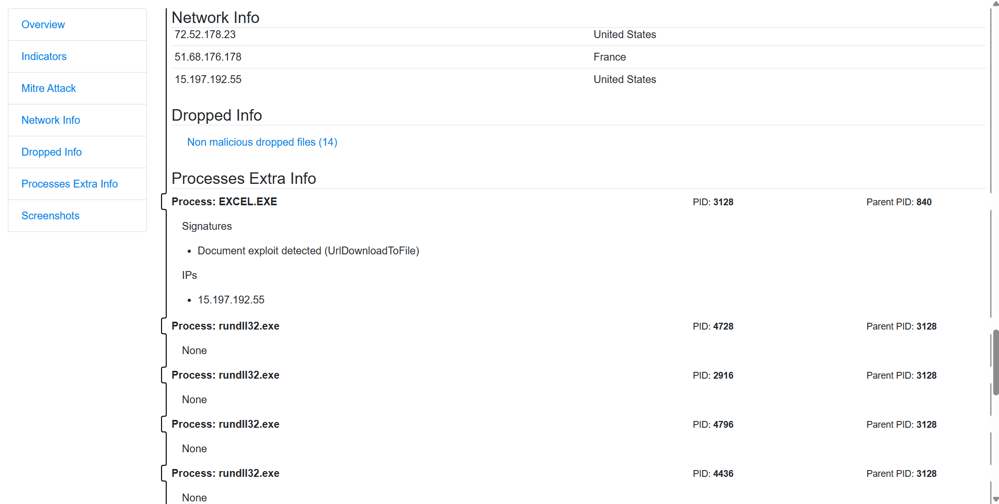 Overview
Indicators
Mitre Attack
Network Info
Dropped Info
Processes Extra Info
Screenshots
Network Info
72.52.178.23 United States
51.68.176.178 France
15.197.192.55 United States
Dropped Info
Non malicious dropped files (14)
Processes Extra Info
Process: EXCEL.EXE PID: 3128 Parent PID: 840
Signatures
• Document exploit detected (UrlDownloadToFile)
IPs
• 15.197.192.55
Process: rundll32.exe PID: 4728 Parent PID: 3128
None
Process: rundll32.exe PID: 2916 Parent PID: 3128
None
Process: rundll32.exe PID: 4796 Parent PID: 3128
None
Process: rundll32.exe PID: 4436 Parent PID: 3128
None